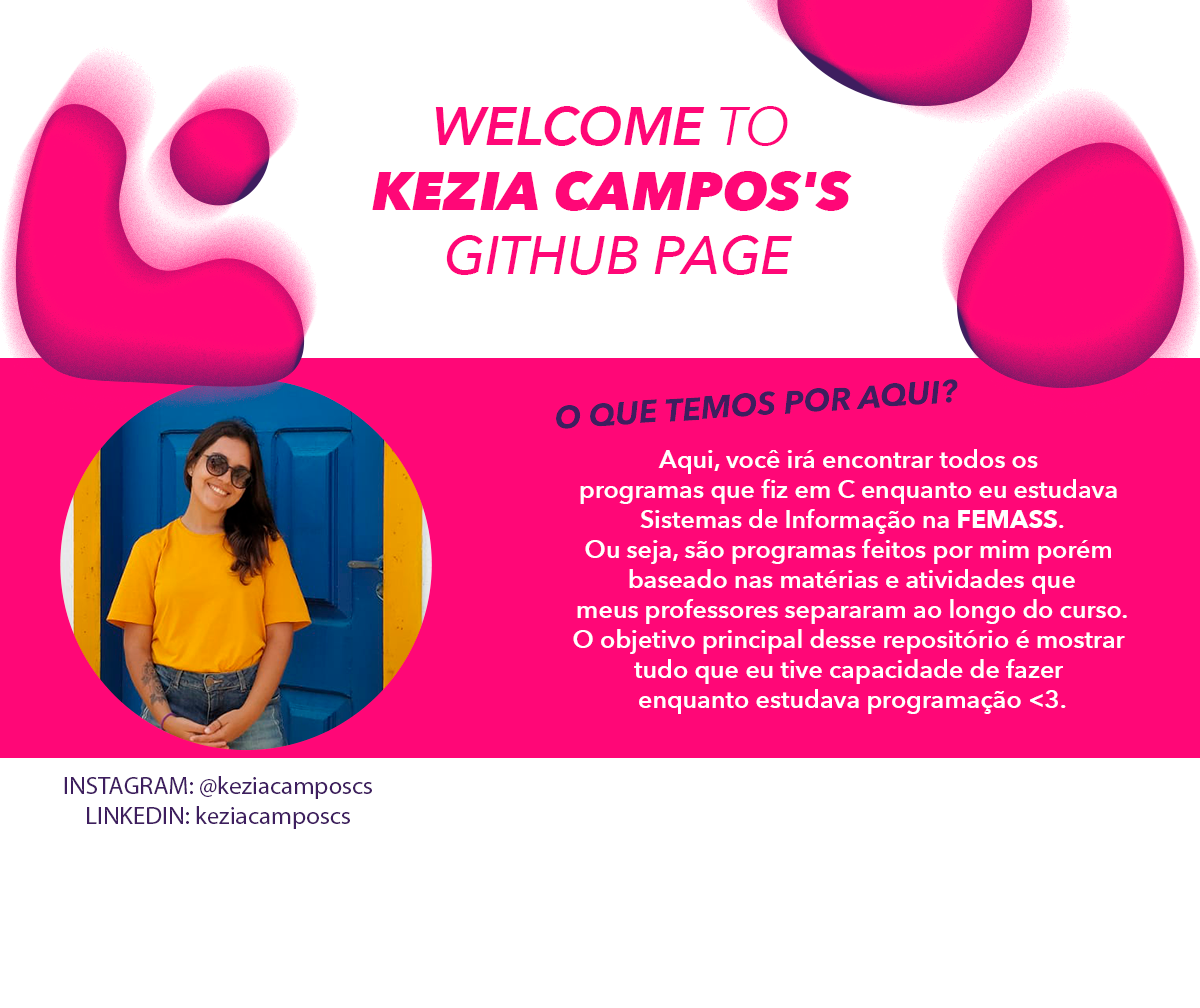 WELCOME TO
KEZIA CAMPOS'S
GITHUB PAGE
O QUE TEMOS POR AQUI?
Aqui, você irá encontrar todos os
programas que fiz em C enquanto eu estudava
Sistemas de Informação na FEMASS.
Ou seja, são programas feitos por mim porém
baseado nas matérias e atividades que
meus professores separaram ao longo do curso.
O objetivo principal desse repositório é mostrar
tudo que eu tive capacidade de fazer
enquanto estudava programação <3.
INSTAGRAM: @keziacamposcs
LINKEDIN: keziacamposcs